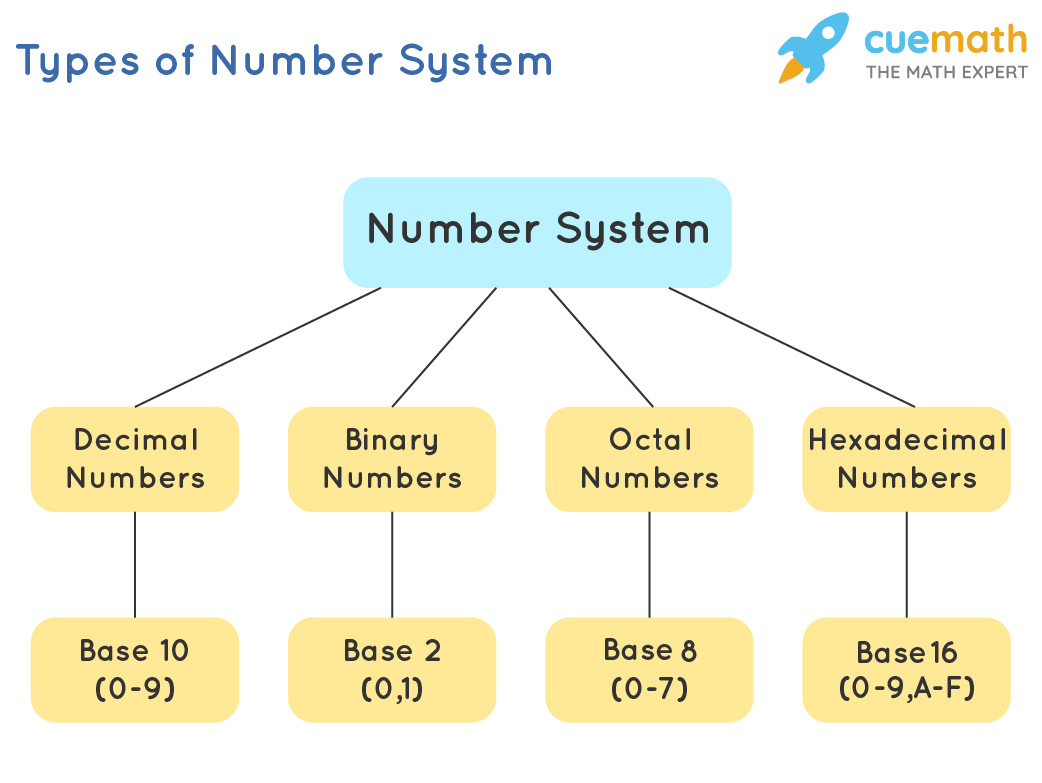 Types of Number System
cuemath
THE MATH EXPERT
Number System
Decimal
Numbers
Binary
Numbers
Octal
Numbers
Hexadecimal
Numbers
Base 10
(0-9)
Base 2
(0,1)
Base 8
(0-7)
Base 16
(0-9,A-F)